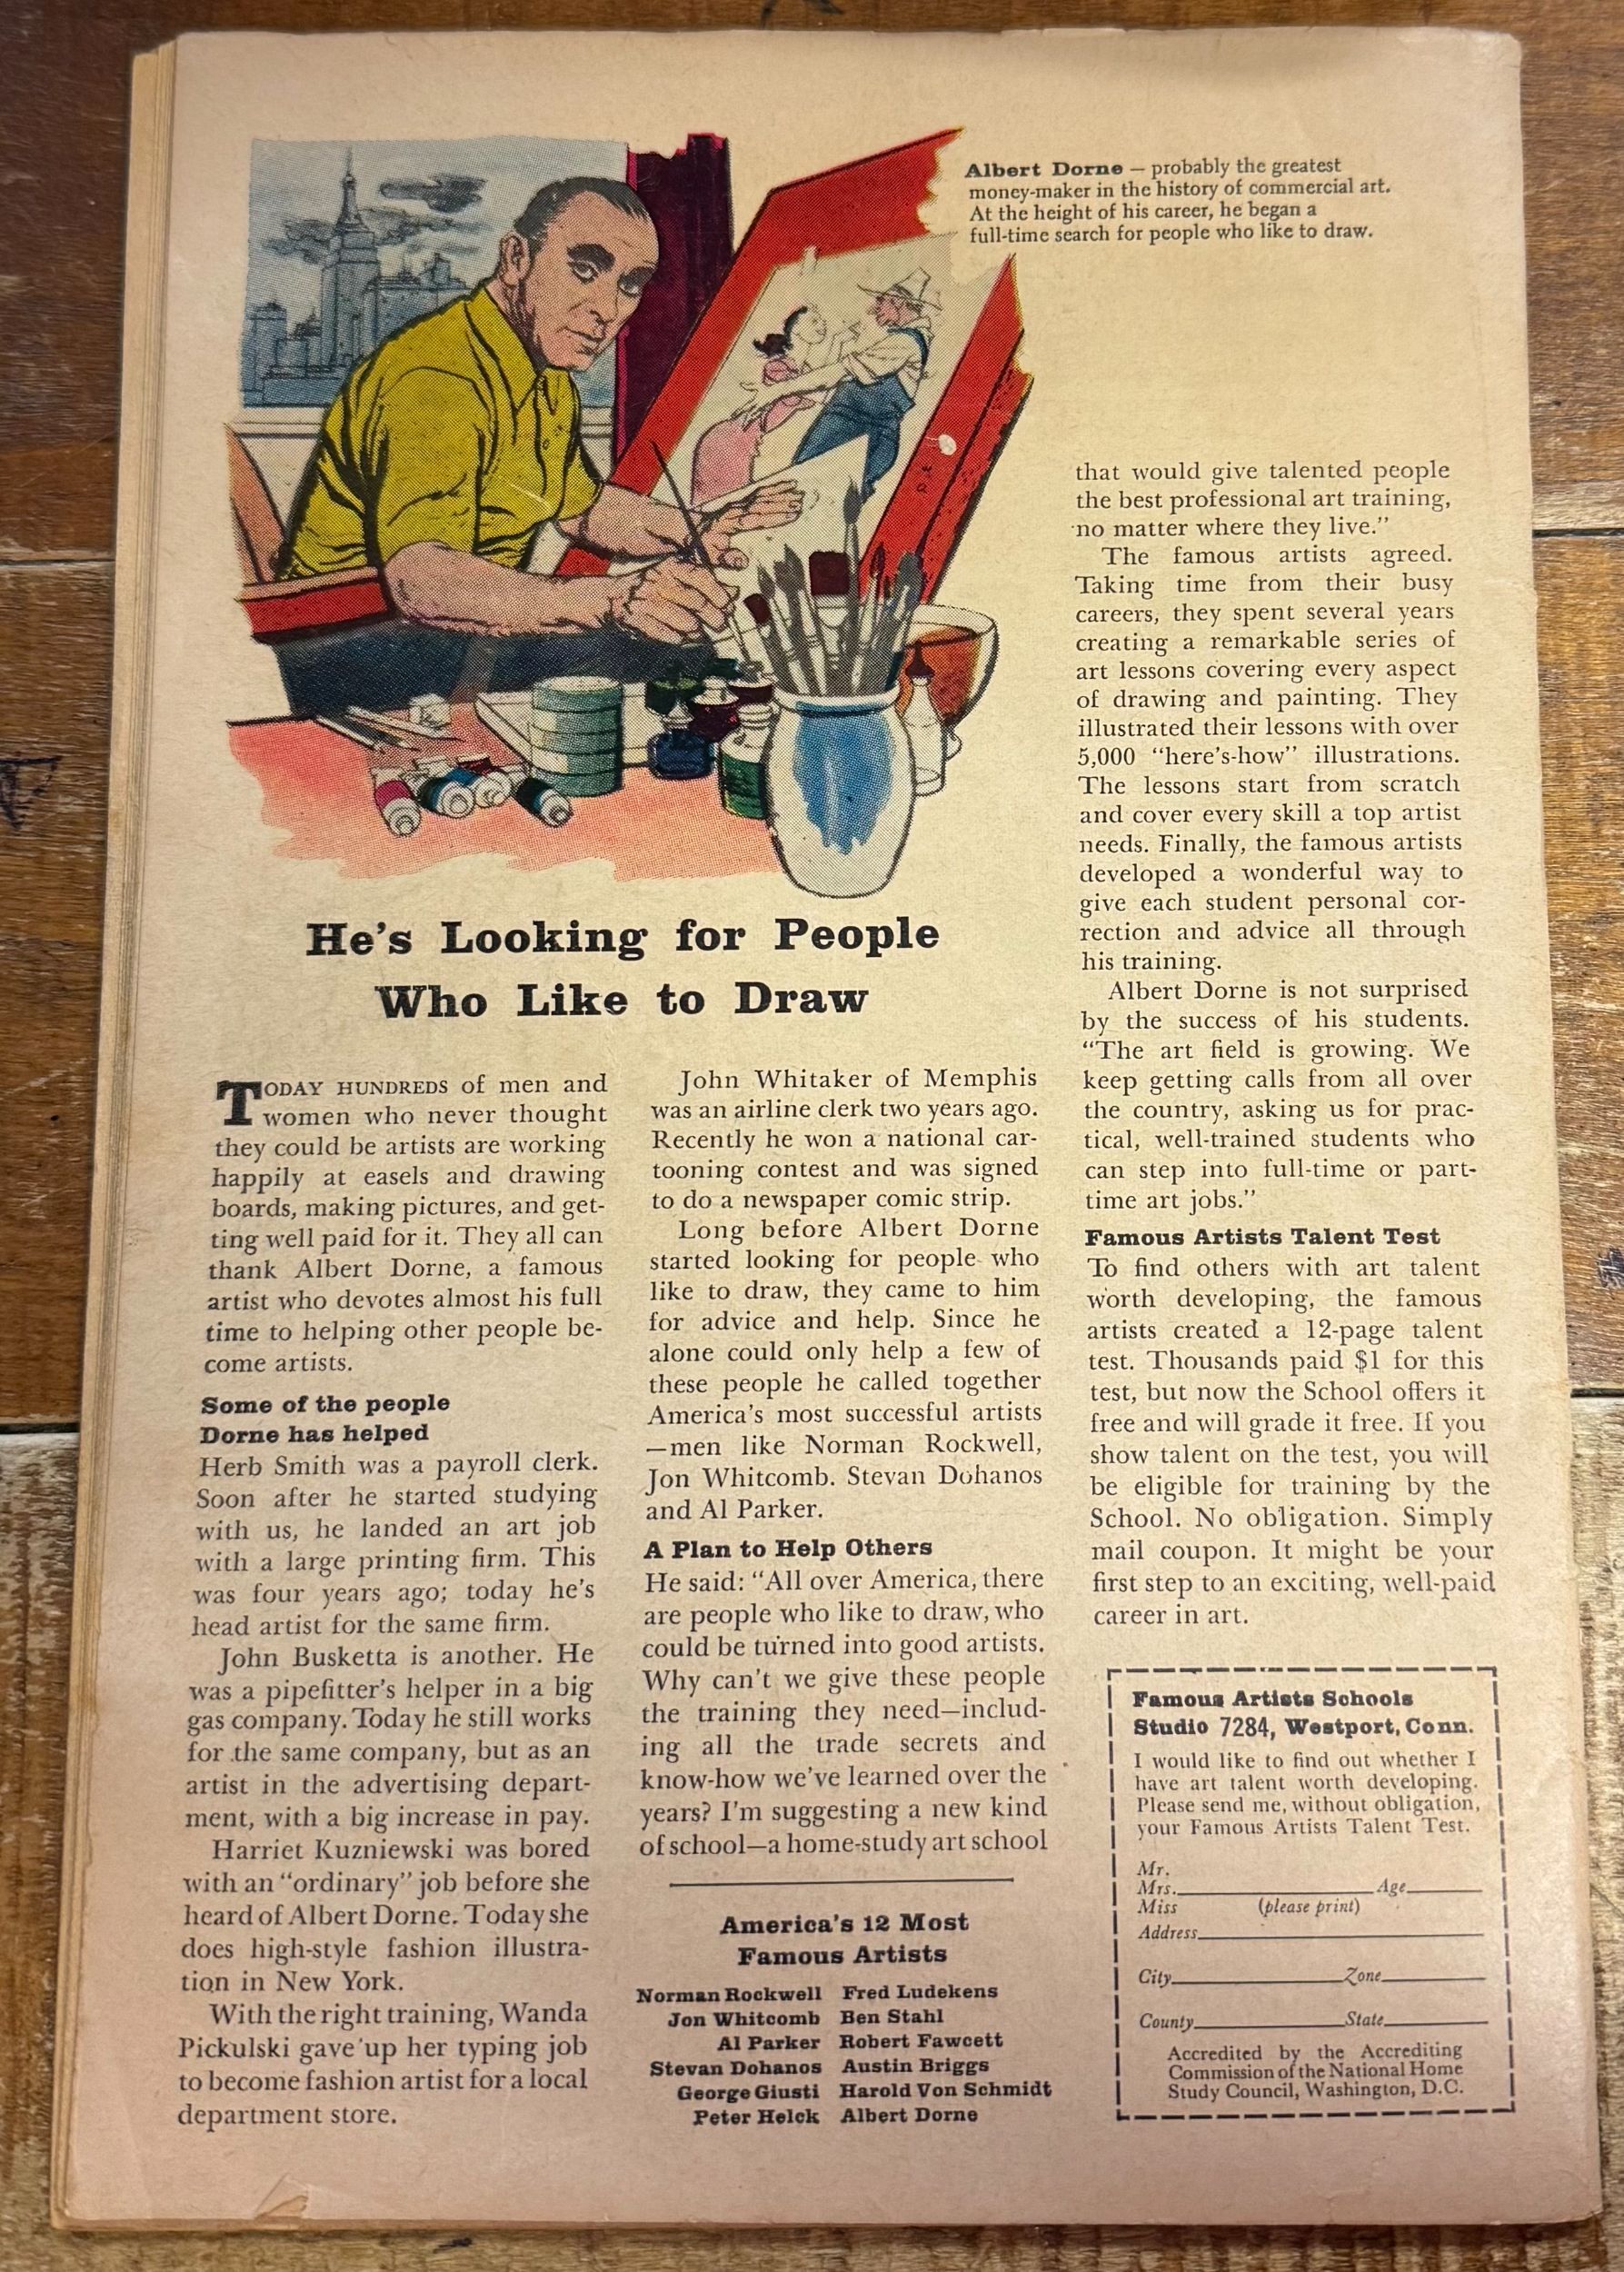 Albert Dorne — probably the greatest
money-maker in the history of commercial art.
At the height of his career, he began a
full-time search for people who like to draw.
He's Looking for People
Who Like to Draw
TODAY HUNDREDS of men and
women who never thought
they could be artists are working
happily at easels and drawing
boards, making pictures, and get-
ting well paid for it. They all can
thank Albert Dorne, a famous
artist who devotes almost his full
time to helping other people be-
come artists.
Some of the people
Dorne has helped
Herb Smith was a payroll clerk.
Soon after he started studying
with us, he landed an art job
with a large printing firm. This
was four years ago; today he's
head artist for the same firm.
John Busketta is another. He
was a pipefitter's helper in a big
gas company. Today he still works
for the same company, but as an
artist in the advertising depart-
ment, with a big increase in pay.
Harriet Kuzniewski was bored
with an "ordinary" job before she
heard of Albert Dorne. Today she
does high-style fashion illustra-
tion in New York.
With the right training, Wanda
Pickulski gave up her typing job
to become fashion artist for a local
department store.
John Whitaker of Memphis
was an airline clerk two years ago.
Recently he won a national car-
tooning contest and was signed
to do a newspaper comic strip.
Long before Albert Dorne
started looking for people who
like to draw, they came to him
for advice and help. Since he
alone could only help a few of
these people he called together
America's most successful artists
—men like Norman Rockwell,
Jon Whitcomb. Stevan Dohanos
and Al Parker.
A Plan to Help Others
He said: "All over America, there
are people who like to draw, who
could be turned into good artists.
Why can't we give these people
the training they need—includ-
ing all the trade secrets and
know-how we've learned over the
years? I'm suggesting a new kind
of school—a home-study art school
America's 12 Most
Famous Artists
Norman Rockwell Fred Ludekens
Jon Whitcomb Ben Stahl
Al Parker Robert Fawcett
Stevan Dohanos Austin Briggs
George Giusti Harold Von Schmidt
Peter Helck Albert Dorne
that would give talented people
the best professional art training,
no matter where they live."
The famous artists agreed.
Taking time from their busy
careers, they spent several years
creating a remarkable series of
art lessons covering every aspect
of drawing and painting. They
illustrated their lessons with over
5,000 "here's-how" illustrations.
The lessons start from scratch
and cover every skill a top artist
needs. Finally, the famous artists
developed a wonderful way to
give each student personal cor-
rection and advice all through
his training.
Albert Dorne is not surprised
by the success of his students.
"The art field is growing. We
keep getting calls from all over
the country, asking us for prac-
tical, well-trained students who
can step into full-time or part-
time art jobs."
Famous Artists Talent Test
To find others with art talent
worth developing, the famous
artists created a 12-page talent
test. Thousands paid $1 for this
test, but now the School offers it
free and will grade it free. If you
show talent on the test, you will
be eligible for training by the
School. No obligation. Simply
mail coupon. It might be your
first step to an exciting, well-paid
career in art.
Famous Artists Schools
Studio 7284, Westport, Conn.
I would like to find out whether I
have art talent worth developing.
Please send me, without obligation,
your Famous Artists Talent Test.
Mr.
Mrs. Age
Miss (please print)
Address
City Zone
County State
Accredited by the Accrediting
Commission of the National Home
Study Council, Washington, D.C.